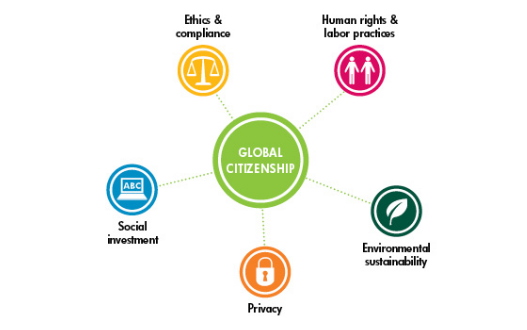 Ethics &
compliance
Human rights &
labor practices
GLOBAL
CITIZENSHIP
ABC
Social
investment
Environmental
sustainability
Privacy